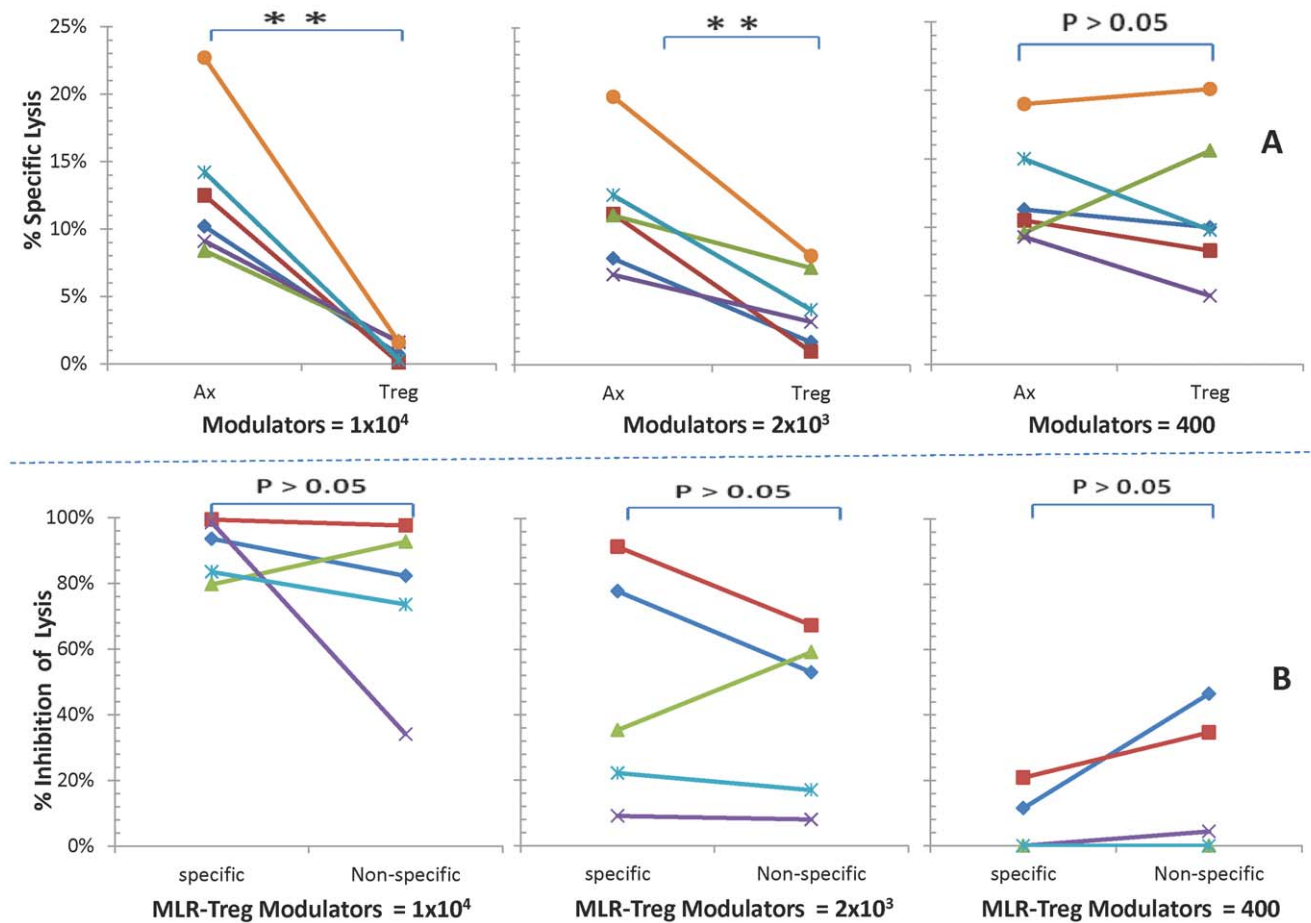 * *
* *
P > 0.05
25%
20%
15%
10%
5%
0%
% Specific Lysis
A
Ax Treg
Ax Treg
Ax Treg
Modulators = 1x10⁴
Modulators = 2x10³
Modulators = 400
P > 0.05
P > 0.05
P > 0.05
100%
80%
60%
40%
20%
0%
% Inhibition of Lysis
B
specific Non-specific
specific Non-specific
specific Non-specific
MLR-Treg Modulators = 1x10⁴
MLR-Treg Modulators = 2x10³
MLR-Treg Modulators = 400